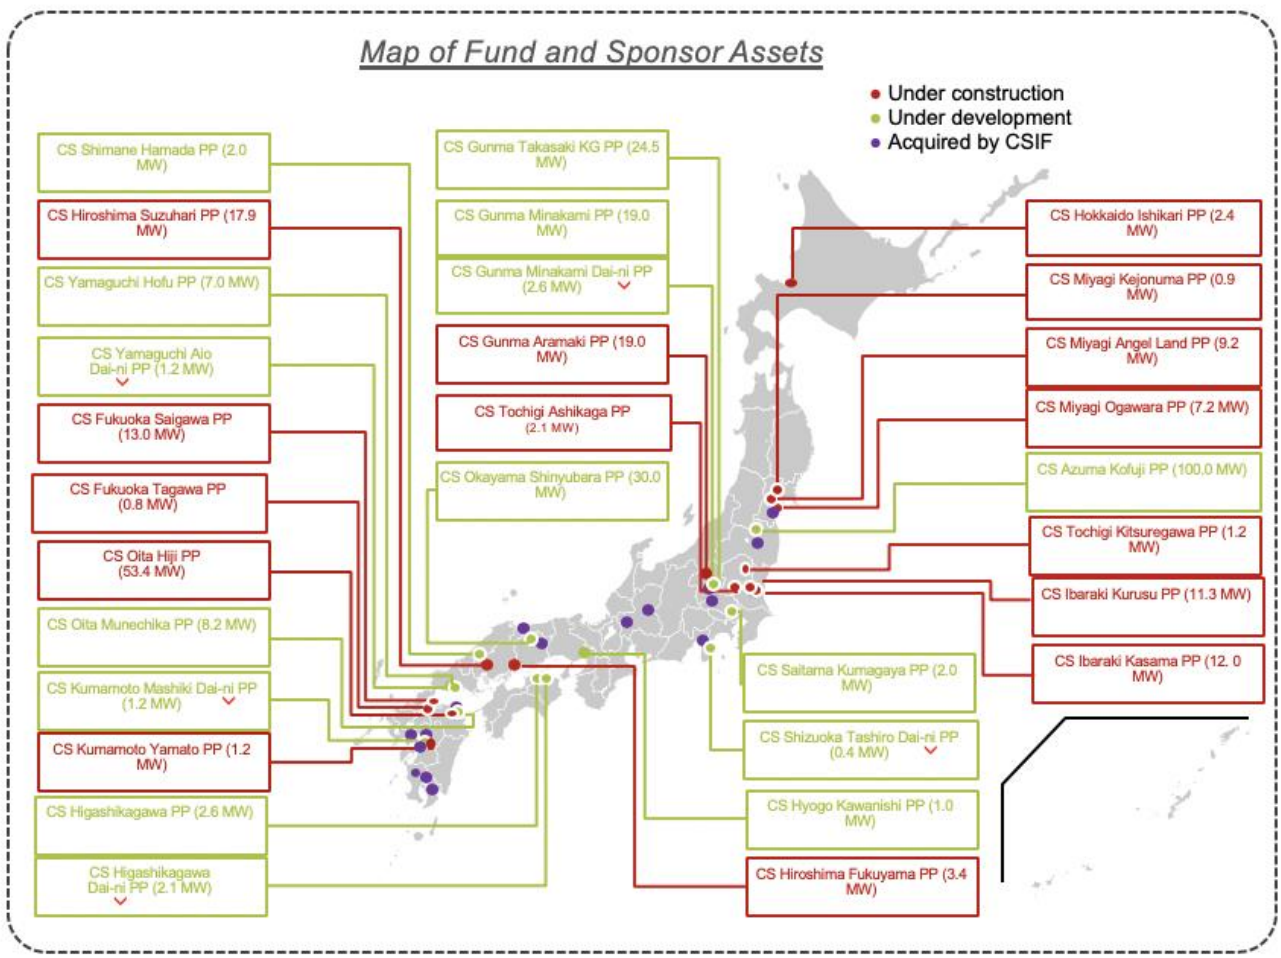 Map of Fund and Sponsor Assets
Under construction
Under development
Acquired by CSIF
CS Shimane Hamada PP (2.0
MW)
CS Hiroshima Suzuhari PP (17.9
MW)
CS Yamaguchi Hofu PP (7.0 MW)
CS Yamaguchi Aio
Dai-ni PP (1.2 MW)
CS Fukuoka Saigawa PP
(13.0 MW)
CS Fukuoka Tagawa PP
(0.8 MW)
CS Oita Hiji PP
(53.4 MW)
CS Oita Munechika PP (8.2 MW)
CS Kumamoto Mashiki Dai-ni PP
(1.2 MW)
CS Kumamoto Yamato PP (1.2
MW)
CS Higashikagawa PP (2.6 MW)
CS Higashikagawa
Dai-ni PP (2.1 MW)
CS Gunma Takasaki KG PP (24.5
MW)
CS Gunma Minakami PP (19.0
MW)
CS Gunma Minakami Dai-ni PP
(2.6 MW)
CS Gunma Aramaki PP (19.0
MW)
CS Tochigi Ashikaga PP
(2.1 MW)
CS Okayama Shinyubara PP (30.0
MW)
CS Hokkaido Ishikari PP (2.4
MW)
CS Miyagi Kejonuma PP (0.9
MW)
CS Miyagi Angel Land PP (9.2
MW)
CS Miyagi Ogawara PP (7.2 MW)
CS Azuma Kofuji PP (100.0 MW)
CS Tochigi Kitsuregawa PP (1.2
MW)
CS Ibaraki Kurusu PP (11.3 MW)
CS Ibaraki Kasama PP (12. 0
MW)
CS Saitama Kumagaya PP (2.0
MW)
CS Shizuoka Tashiro Dai-ni PP
(0.4 MW)
CS Hyogo Kawanishi PP (1.0
MW)
CS Hiroshima Fukuyama PP (3.4
MW)